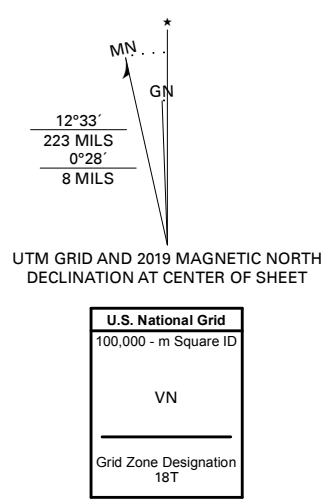 ★
MN
GN
12°33´
223 MILS
0°28´
8 MILS
UTM GRID AND 2019 MAGNETIC NORTH
DECLINATION AT CENTER OF SHEET
U.S. National Grid
100,000 - m Square ID
VN
Grid Zone Designation
18T